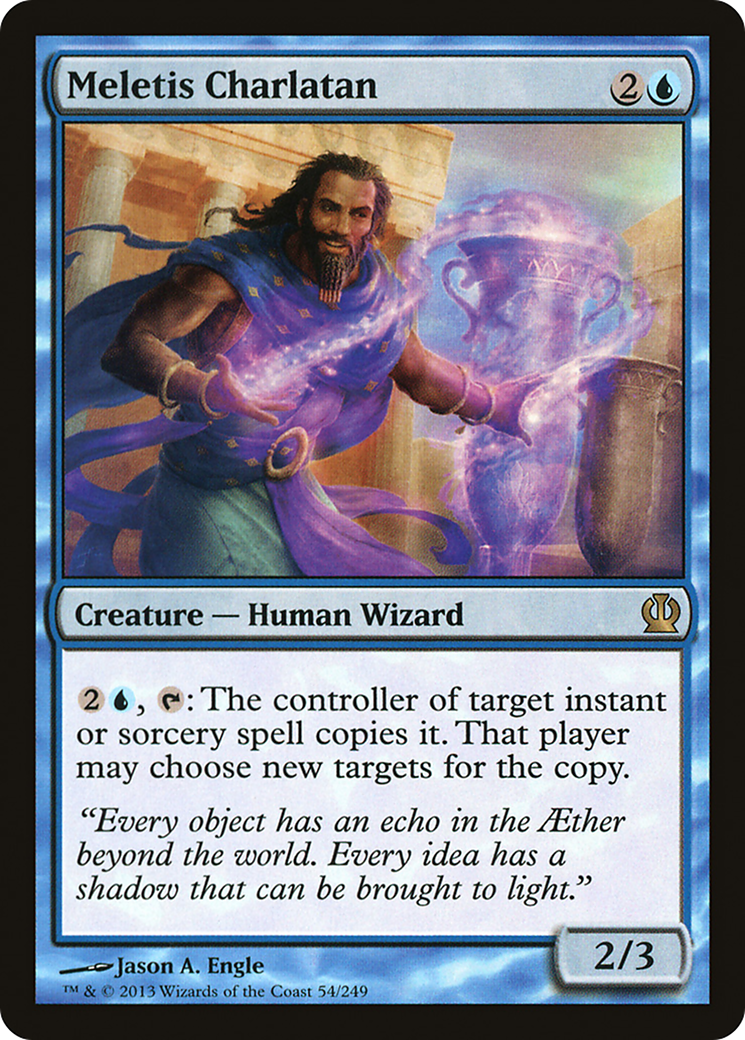 Meletis Charlatan 2
Creature — Human Wizard
2, : The controller of target instant
or sorcery spell copies it. That player
may choose new targets for the copy.
“Every object has an echo in the Æther
beyond the world. Every idea has a
shadow that can be brought to light.”
2/3
Jason A. Engle
™ & © 2013 Wizards of the Coast 54/249